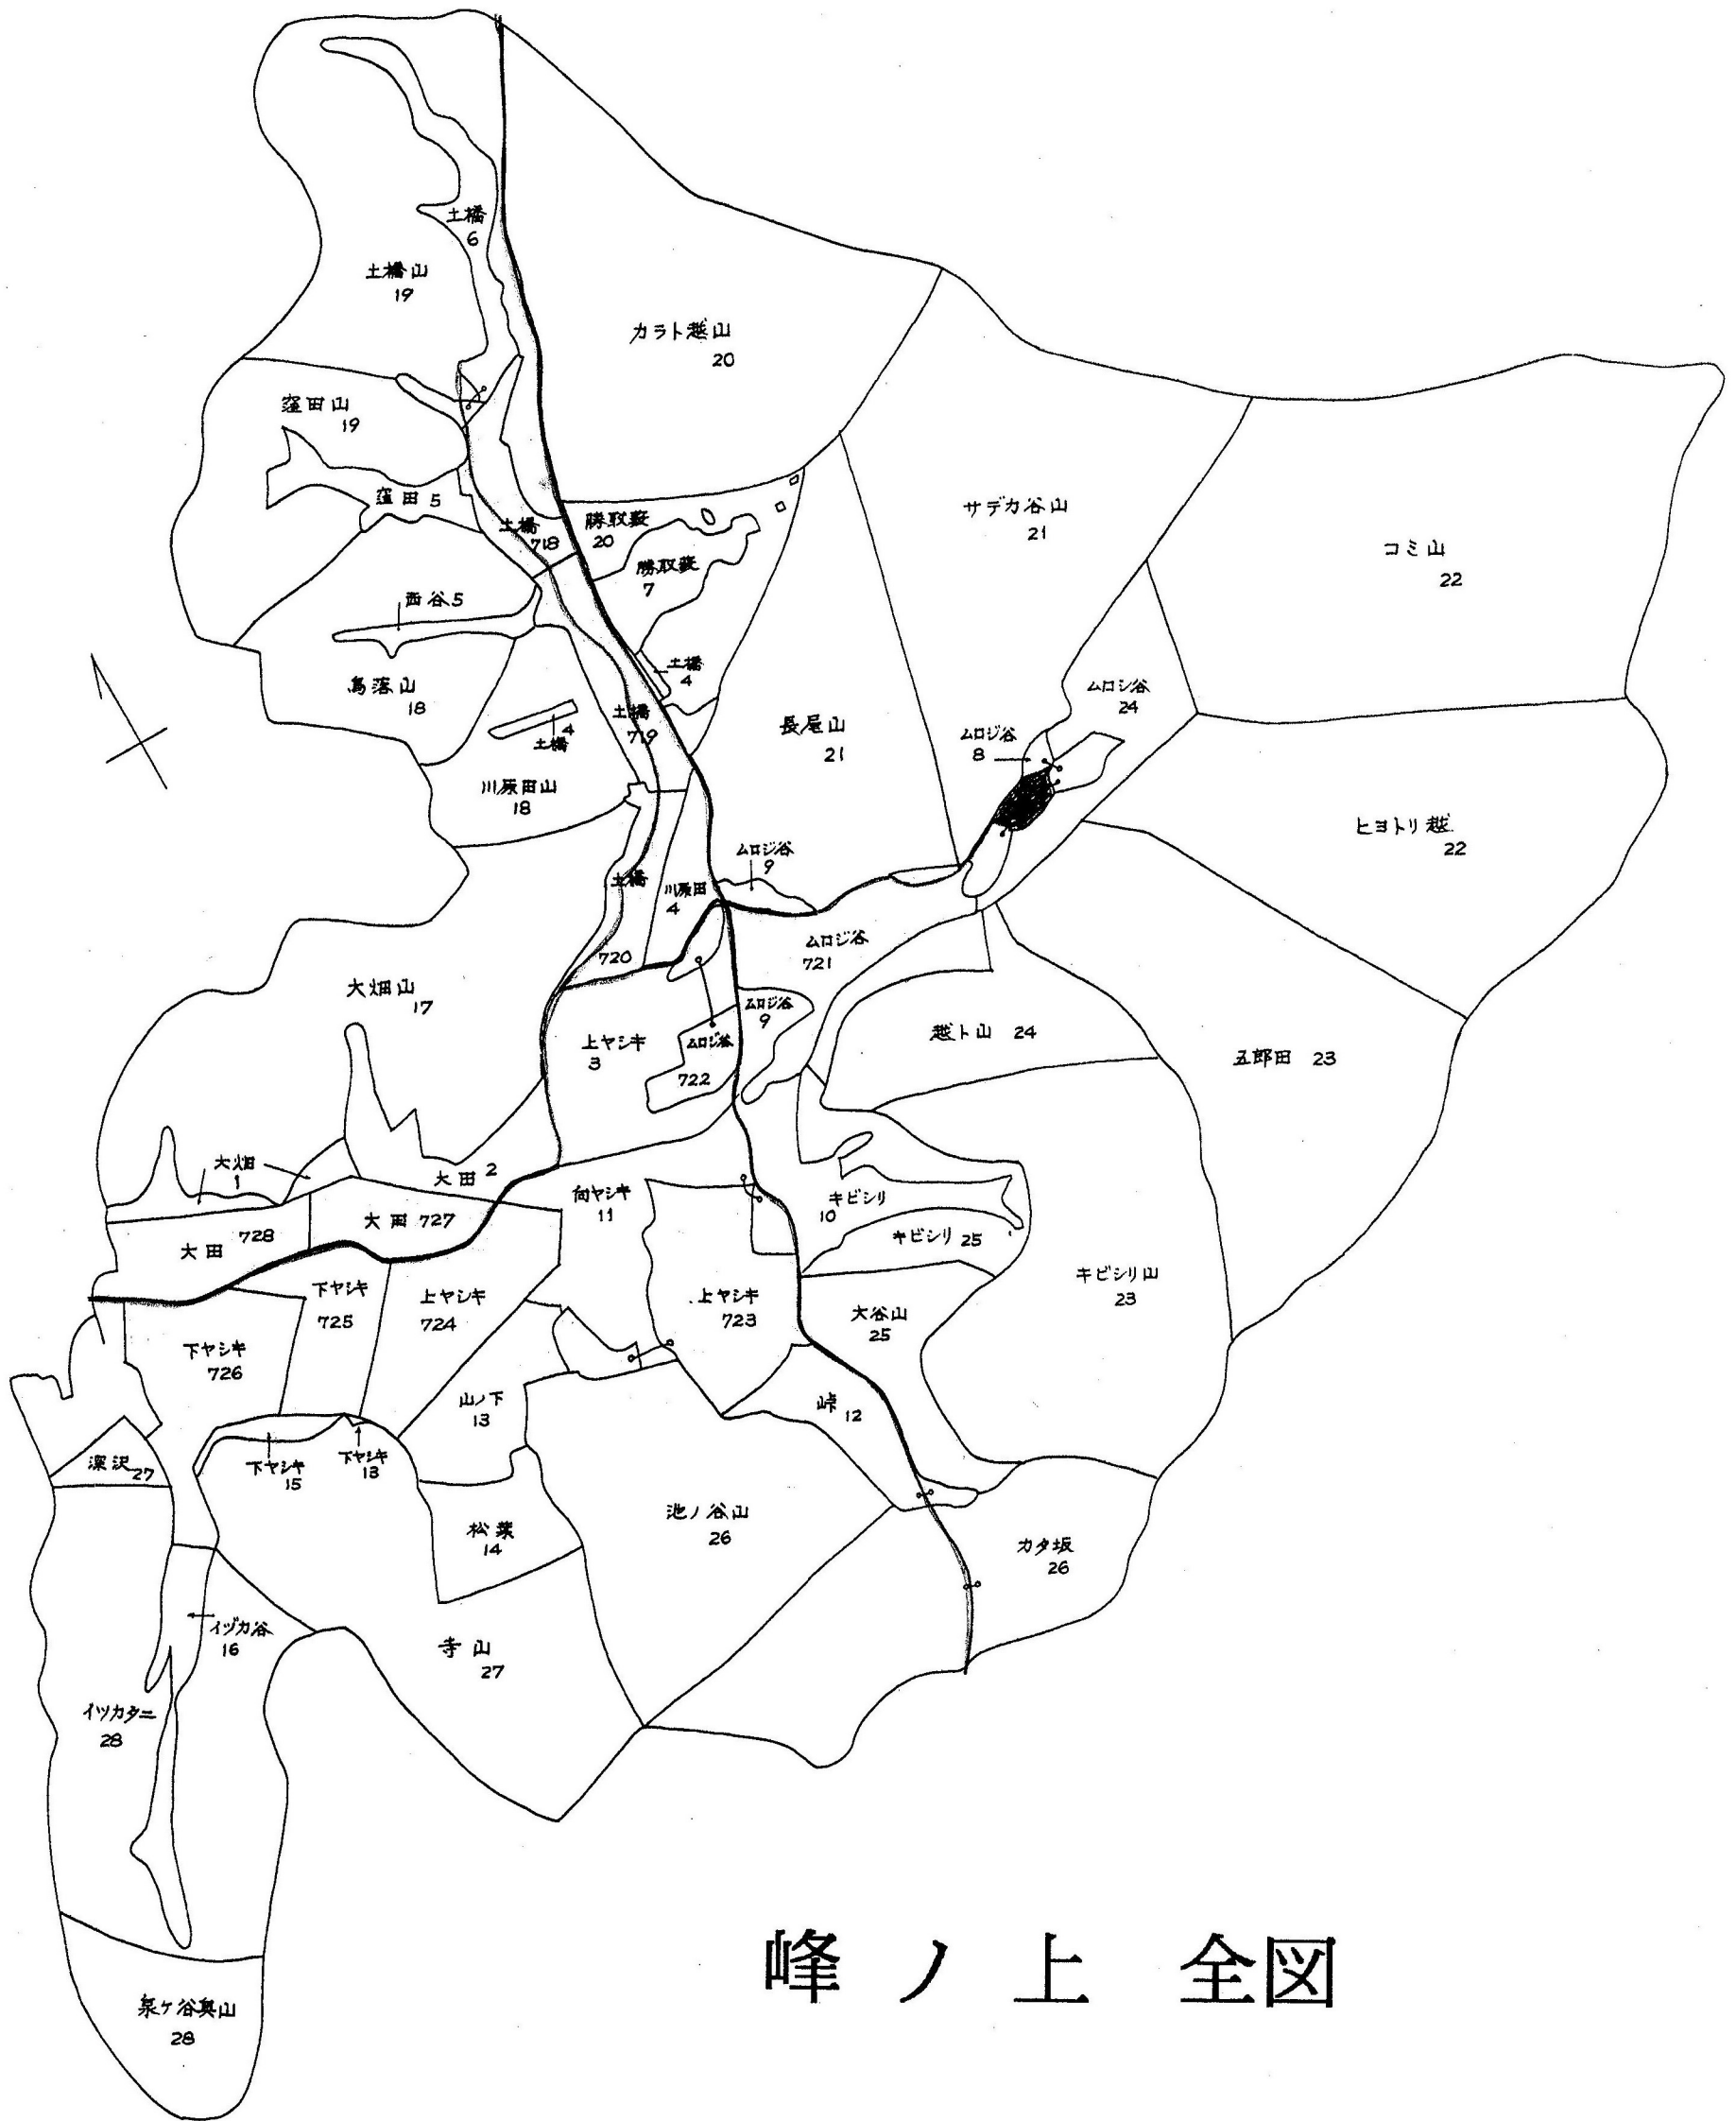 土橋
6
土橋山
19
カラト越山
20
窪田山
19
窪田 5
土橋
718
勝取薮
20
勝取薮
7
サデカ谷山
21
コミ山
22
西谷5
鳥落山
18
土橋
4
土橋
719
4
土橋
川原田山
18
長尾山
21
ムロジ谷
8
ムロシ谷
24
ヒヨトリ越
22
ムロジ谷
9
土橋
720
川原田
4
ムロジ谷
721
大畑山
17
上ヤシキ
3
ムロジ谷
722
ムロジ谷
9
越ト山 24
五郎田 23
大畑
1
大田 2
大田 728
大田 727
向ヤシキ
11
キビシリ
10
キビシリ 25
キビシリ山
23
下ヤシキ
725
上ヤシキ
724
上ヤシキ
723
大谷山
25
下ヤシキ
726
山ノ下
13
峠 12
深沢 27
下ヤシキ
15
下ヤシキ
13
松葉
14
池ノ谷山
26
カタ坂
26
イヅカ谷
16
寺山
27
イツカタニ
28
泉ケ谷奥山
28
峰ノ上 全図